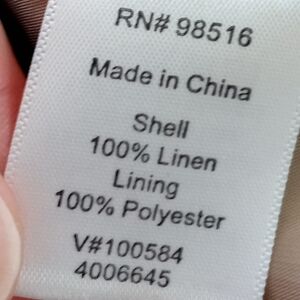 RN# 98516
Made in China
Shell
100% Linen
Lining
100% Polyester
V#100584
4006645